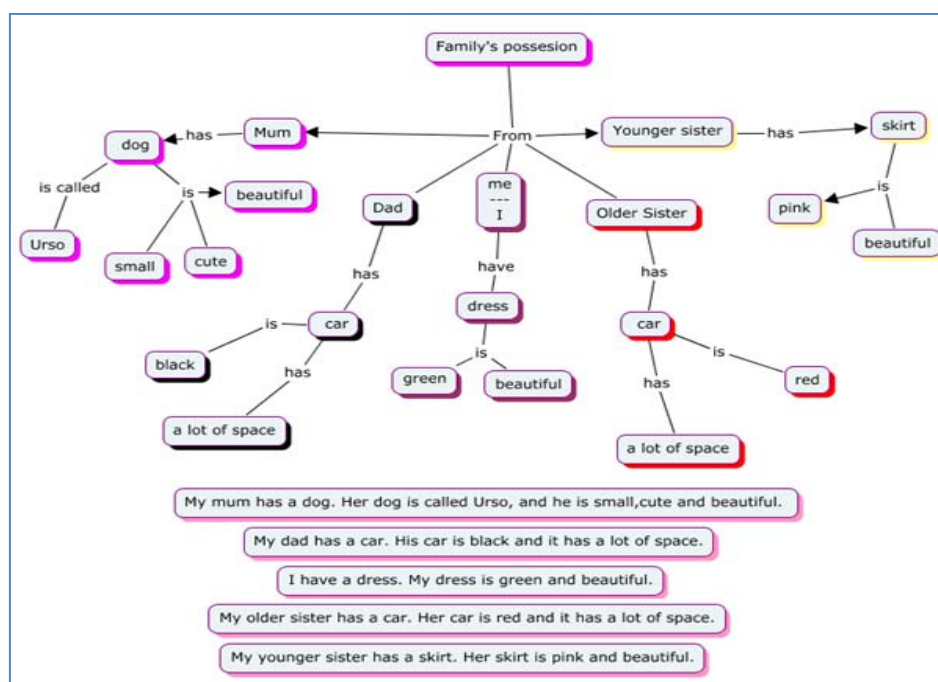 Family's possesion
From
Mum
has
dog
is called
Urso
is
beautiful
small
cute
Dad
has
car
is
black
has
a lot of space
me
---
I
have
dress
is
green
beautiful
Older Sister
has
car
is
red
has
a lot of space
Younger sister
has
skirt
is
pink
beautiful
My mum has a dog. Her dog is called Urso, and he is small,cute and beautiful.
My dad has a car. His car is black and it has a lot of space.
I have a dress. My dress is green and beautiful.
My older sister has a car. Her car is red and it has a lot of space.
My younger sister has a skirt. Her skirt is pink and beautiful.